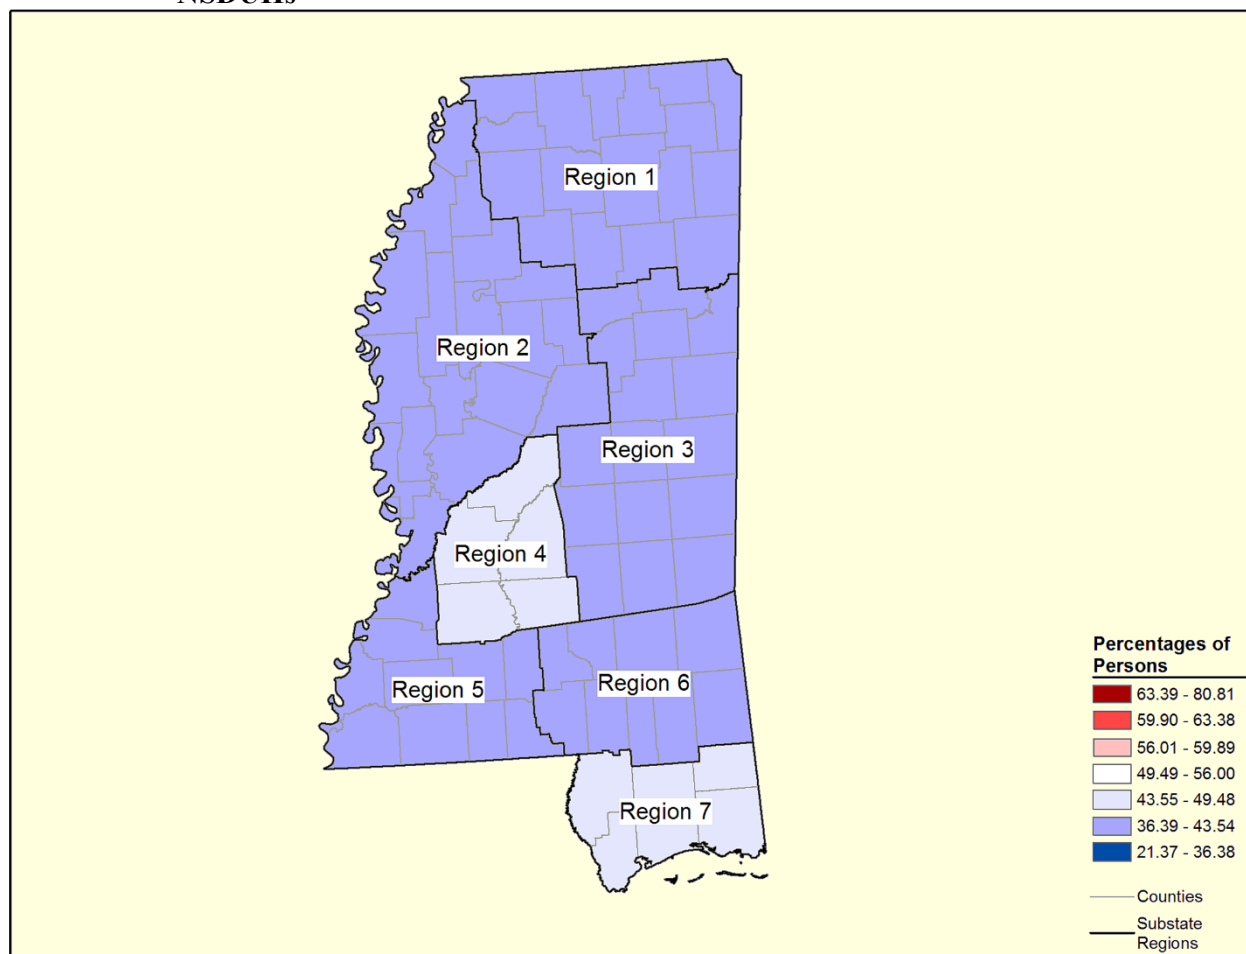 NSDUHs
Region 1
Region 2
Region 3
Region 4
Region 5
Region 6
Region 7
Percentages of
Persons
63.39 - 80.81
59.90 - 63.38
56.01 - 59.89
49.49 - 56.00
43.55 - 49.48
36.39 - 43.54
21.37 - 36.38
Counties
Substate
Regions